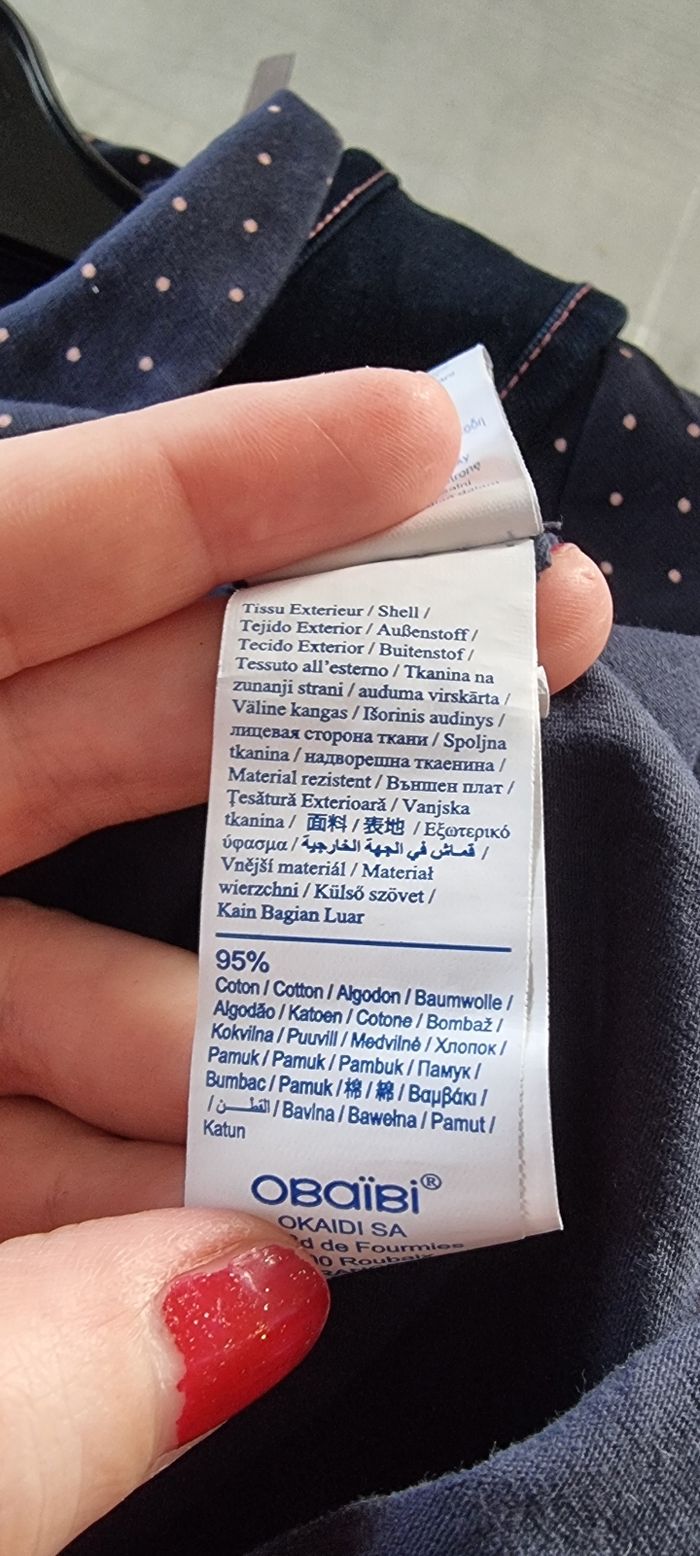 Tissu Exterieur / Shell /
Tejido Exterior / Außenstoff /
Tecido Exterior / Buitenstof /
Tessuto all'esterno / Tkanina na
zunanji strani / auduma virskārta /
Väline kangas / Išorinis audinys /
лицевая сторона ткани / Spoljna
tkanina / надворешна ткаенина /
Material rezistent / Външен плат /
Țesătură Exterioară / Vanjska
tkanina / 面料 / 表地 / Εξωτερικό
ύφασμα / قماش في الجهة الخارجية /
Vnější materiál / Materiał
wierzchni / Külső szövet /
Kain Bagian Luar
95%
Coton / Cotton / Algodon / Baumwolle /
Algodão / Katoen / Cotone / Bombaž /
Kokvilna / Puuvill / Medvilnė / Хлопок /
Pamuk / Pamuk / Pambuk / Памук /
Bumbac / Pamuk / 棉 / 綿 / Βαμβάκι /
/ القطن / Bavlna / Bawełna / Pamut /
Katun
OBaïBi®
OKAIDI SA
de Fourmies
Roubaix